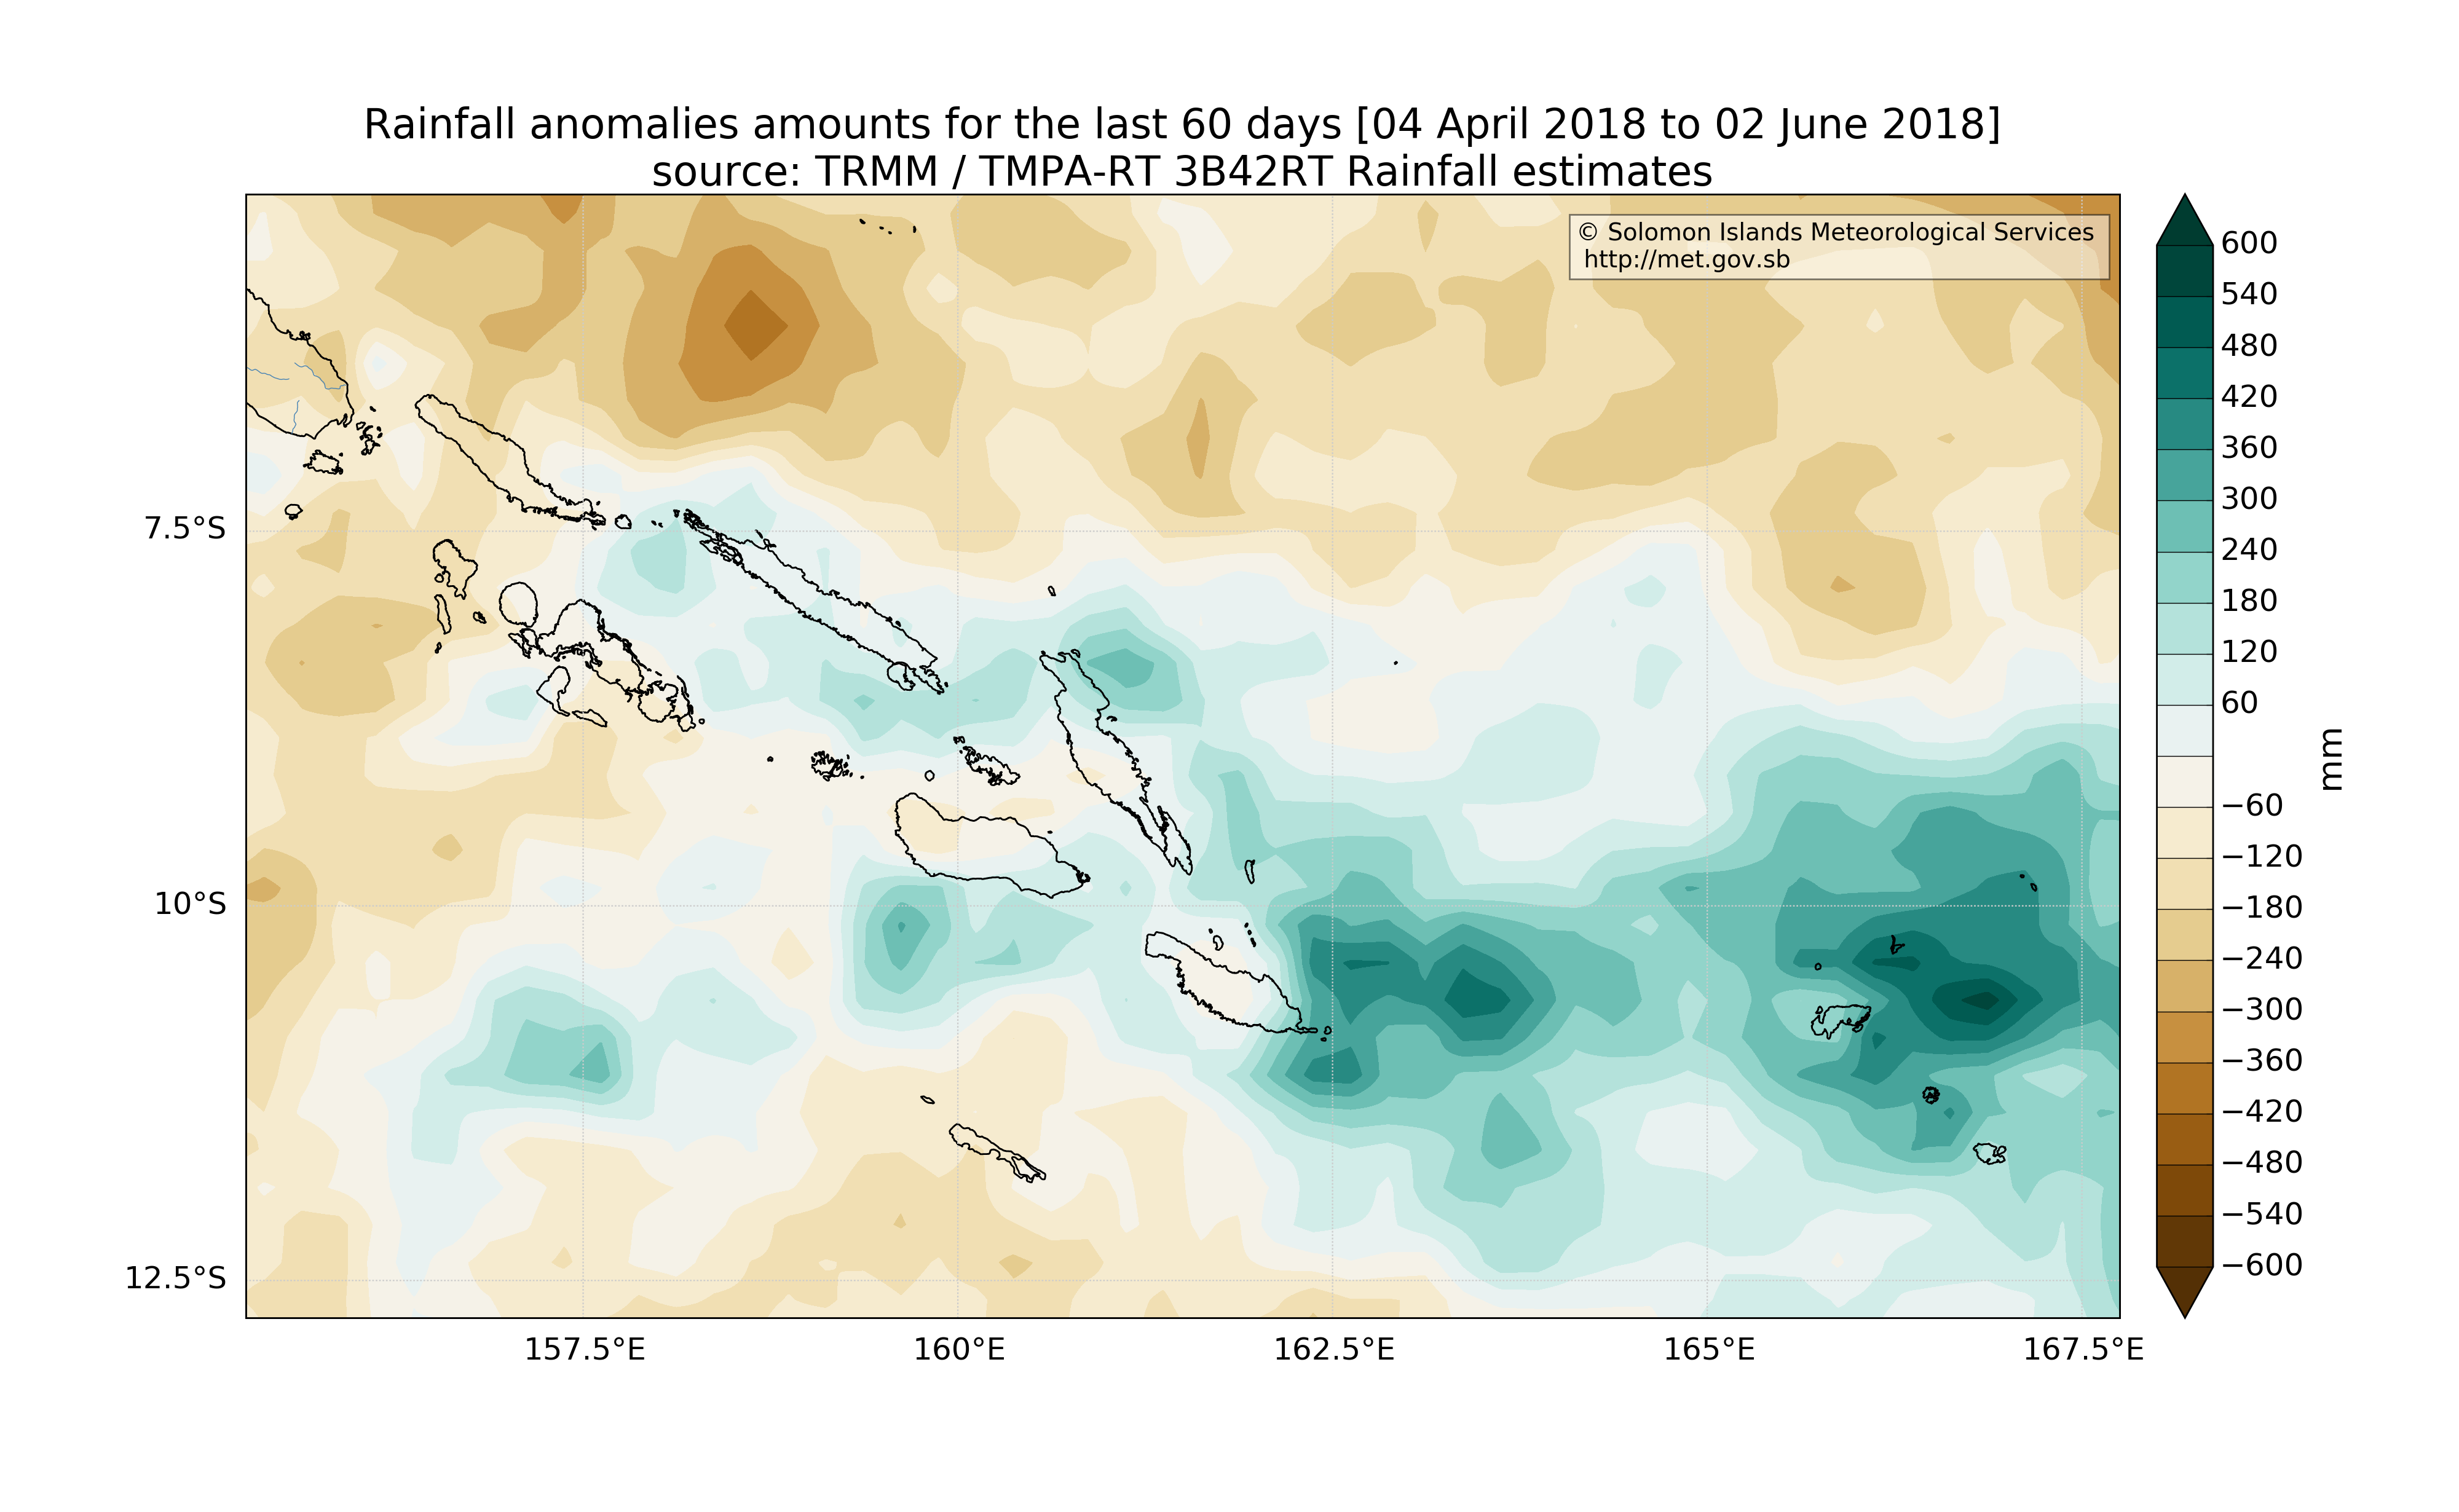 Rainfall anomalies amounts for the last 60 days [04 April 2018 to 02 June 2018]
source: TRMM / TMPA-RT 3B42RT Rainfall estimates
© Solomon Islands Meteorological Services
http://met.gov.sb
7.5°S
10°S
12.5°S
157.5°E
160°E
162.5°E
165°E
167.5°E
600
540
480
420
360
300
240
180
120
60
−60
−120
−180
−240
−300
−360
−420
−480
−540
−600
mm